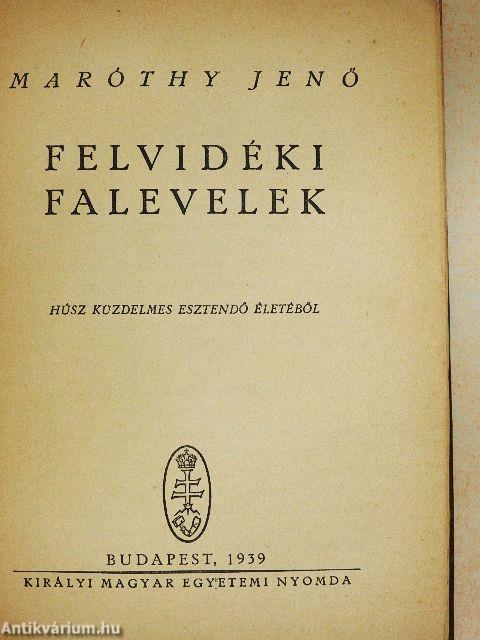 MARÓTHY JENŐ
FELVIDÉKI
FALEVELEK
HÚSZ KÜZDELMES ESZTENDŐ ÉLETÉBŐL
BUDAPEST, 1939
KIRÁLYI MAGYAR EGYETEMI NYOMDA
Antikvárium.hu